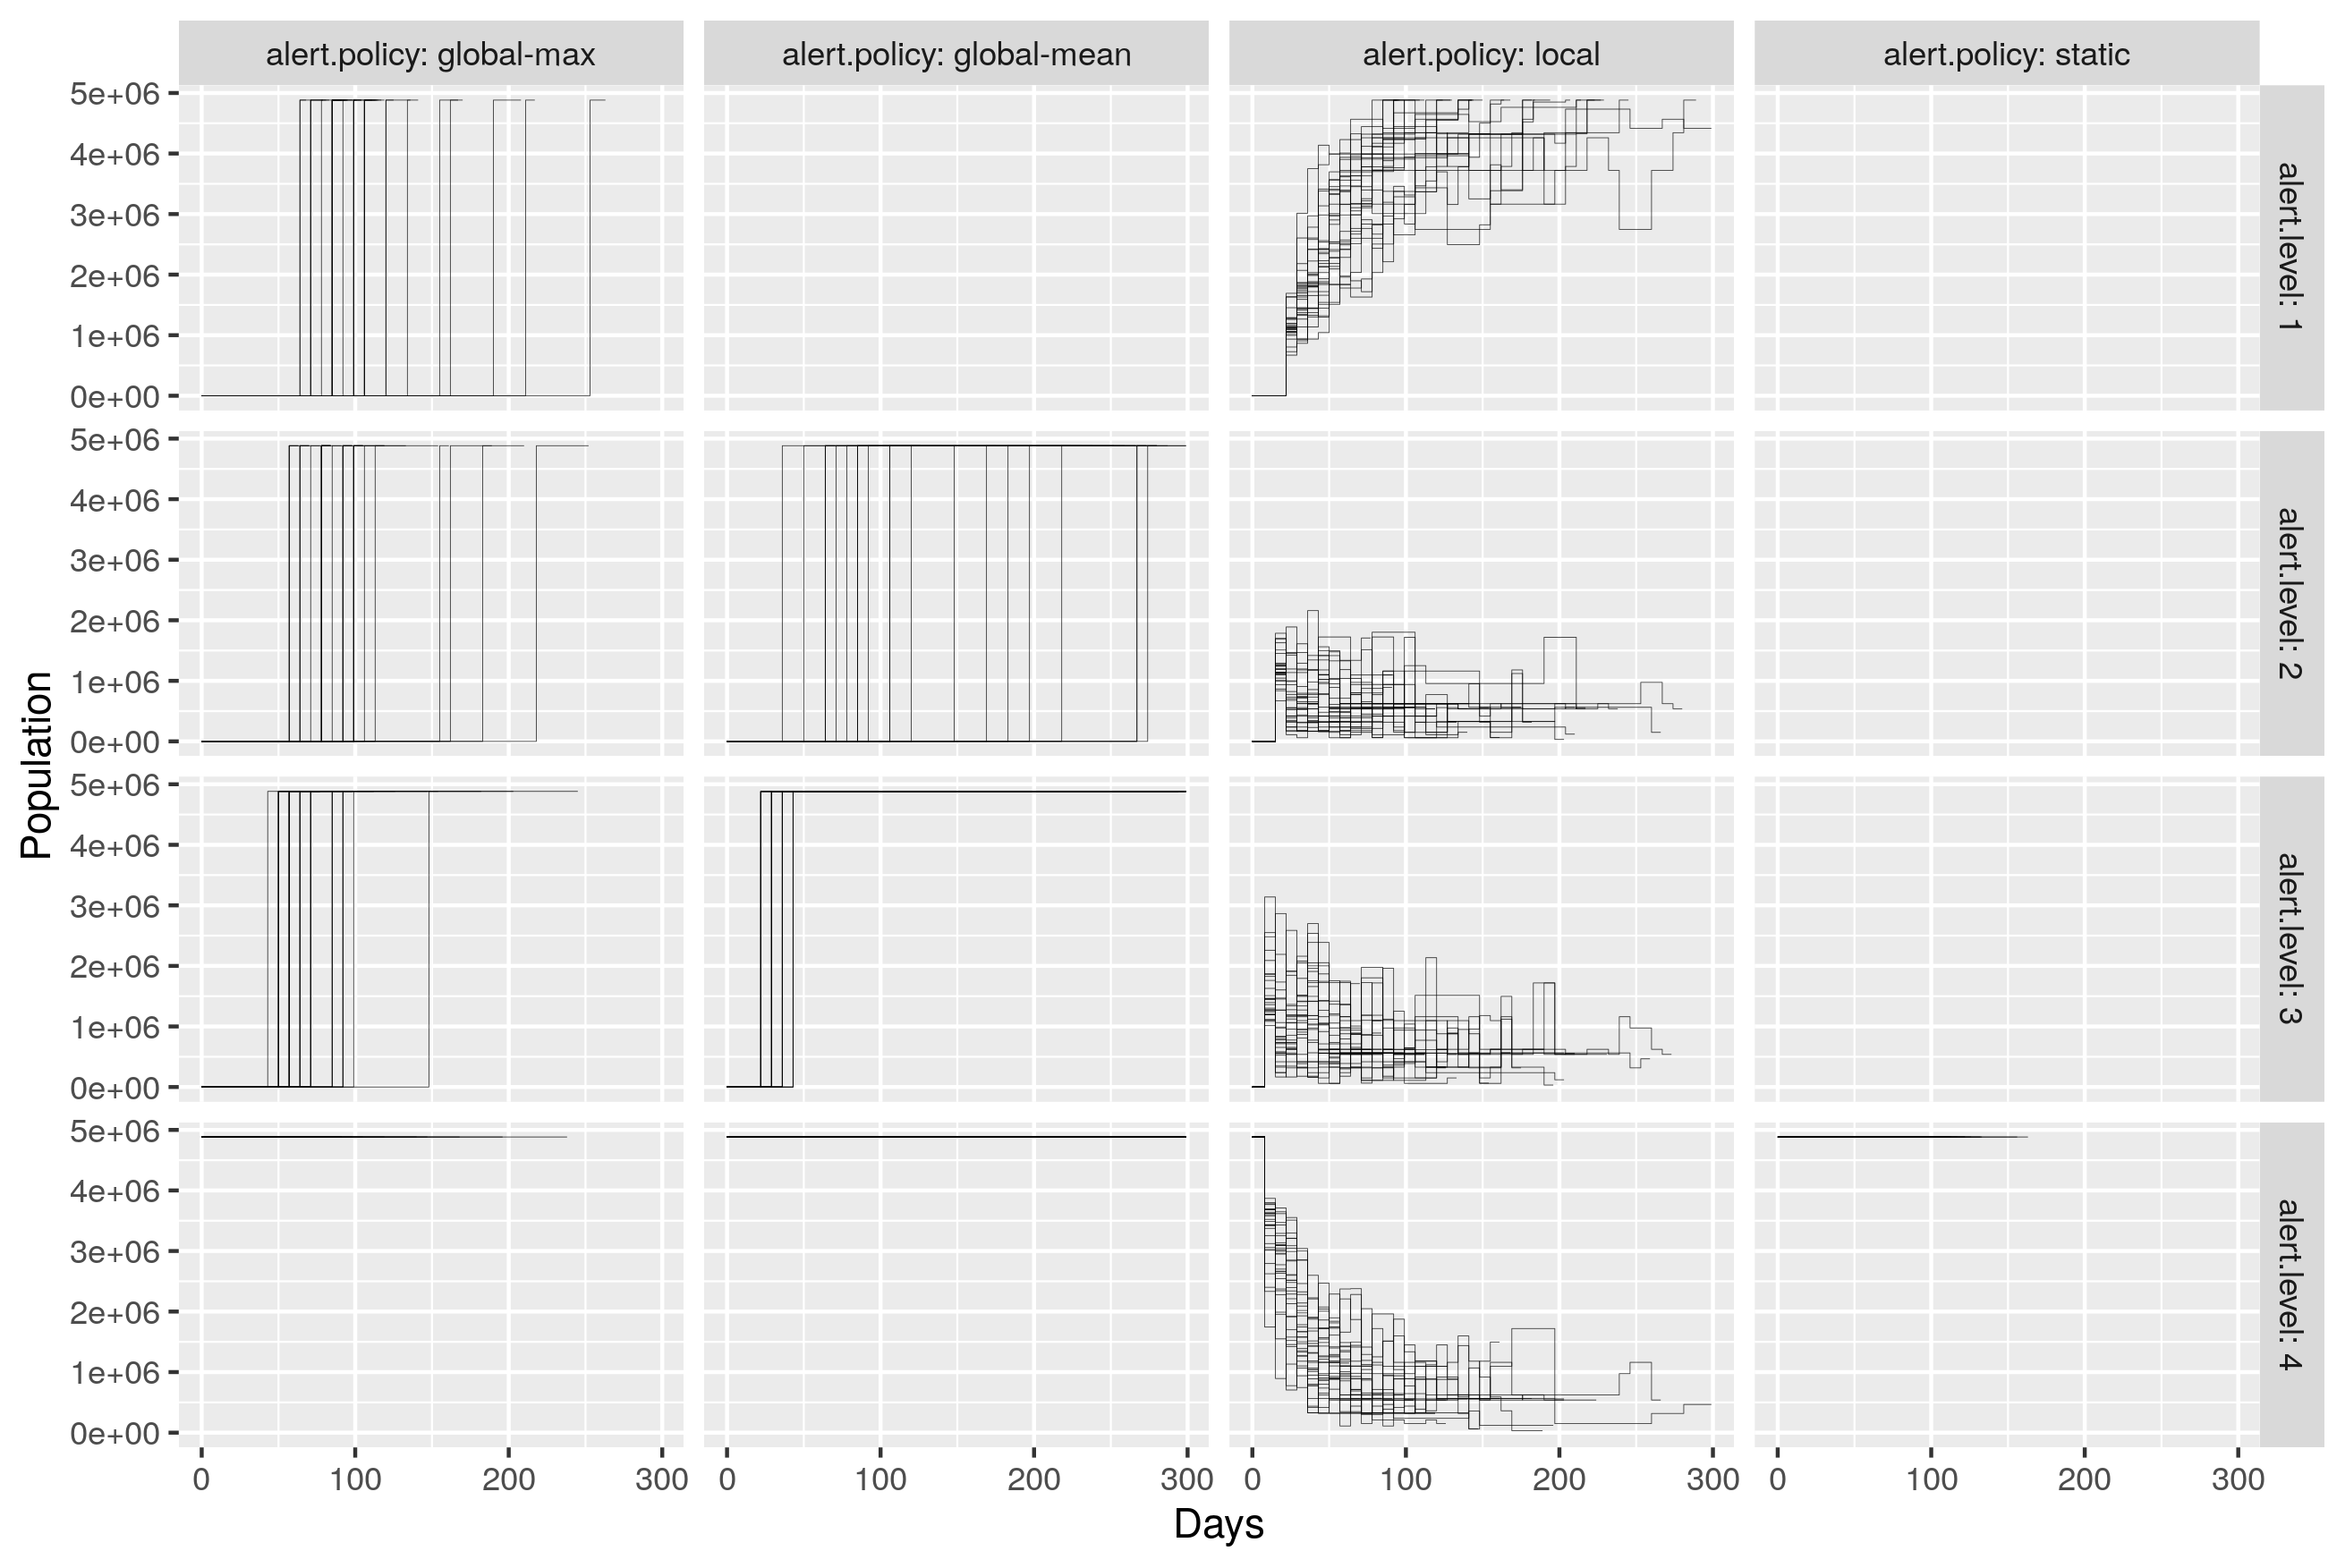 alert.policy: global-max
alert.policy: global-mean
alert.policy: local
alert.policy: static
5e+06
4e+06
3e+06
2e+06
1e+06
0e+00
alert.level: 1
5e+06
4e+06
3e+06
2e+06
1e+06
0e+00
alert.level: 2
5e+06
4e+06
3e+06
2e+06
1e+06
0e+00
alert.level: 3
5e+06
4e+06
3e+06
2e+06
1e+06
0e+00
alert.level: 4
Population
0 100 200 300
0 100 200 300
0 100 200 300
0 100 200 300
Days